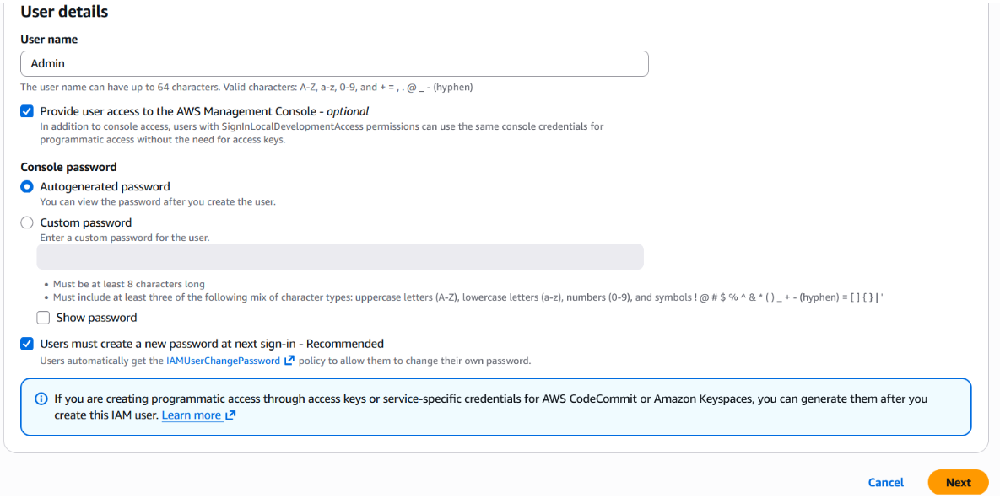 User details
User name
Admin
The user name can have up to 64 characters. Valid characters: A-Z, a-z, 0-9, and + = , . @ _ - (hyphen)
Provide user access to the AWS Management Console - optional
In addition to console access, users with SignInLocalDevelopmentAccess permissions can use the same console credentials for
programmatic access without the need for access keys.
Console password
Autogenerated password
You can view the password after you create the user.
Custom password
Enter a custom password for the user.
• Must be at least 8 characters long
• Must include at least three of the following mix of character types: uppercase letters (A-Z), lowercase letters (a-z), numbers (0-9), and symbols ! @ # $ % ^ & * ( ) _ + - (hyphen) = [ ] { } | '
Show password
Users must create a new password at next sign-in - Recommended
Users automatically get the IAMUserChangePassword policy to allow them to change their own password.
If you are creating programmatic access through access keys or service-specific credentials for AWS CodeCommit or Amazon Keyspaces, you can generate them after you
create this IAM user. Learn more
Cancel Next